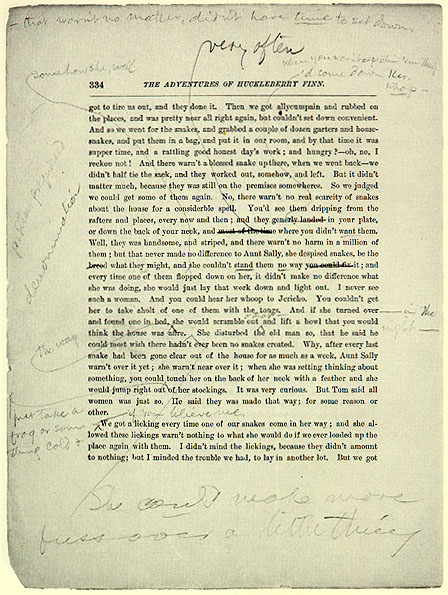 - that warn't no matter, didn't have time to set down
very often
somehow she well
when you
'd come down ker
whop -
334 THE ADVENTURES OF HUCKLEBERRY FINN.
got to tire us out, and they done it. Then we got allycumpain and rubbed on
the places, and was pretty near all right again, but couldn't set down convenient.
And so we went for the snakes, and grabbed a couple of dozen garters and house-
snakes, and put them in a bag, and put it in our room, and by that time it was
supper time, and a rattling good honest day's work; and hungry?—oh, no, I
reckon not! And there warn't a blessed snake up there, when we went back—we
didn't half tie the sack, and they worked out, somehow, and left. But it didn't
matter much, because they was still on the premises somewheres. So we judged
we could get some of them again. No, there warn't no real scarcity of snakes
about the house for a considerble spell. You'd see them dripping from the
rafters and places, every now and then; and they generly landed in your plate,
or down the back of your neck, and most of the time where you didn't want them.
Well, they was handsome, and striped, and there warn't no harm in a million of
them; but that never made no difference to Aunt Sally, she despised snakes, be the
breed what they might, and she couldn't stand them no way you could fix it; and
every time one of them flopped down on her, it didn't make no difference what
she was doing, she would just lay that work down and light out. I never see
such a woman. And you could hear her whoop to Jericho. You couldn't get
her to take aholt of one of them with the tongs. And if she turned over
and found one in bed, she would scramble out and lift a howl that you would
think the house was afire. She disturbed the old man so, that he said he
could most wish there hadn't ever been no snakes created. Why, after every last
snake had been gone clear out of the house for as much as a week, Aunt Sally
warn't over it yet; she warn't near over it; when she was setting thinking about
something, you could touch her on the back of her neck with a feather and she
would jump right out of her stockings. It was very curious. But Tom said all
women was just so. He said they was made that way; for some reason or
other.
if you believe me
We got a licking every time one of our snakes come in her way; and she al-
lowed these lickings warn't nothing to what she would do if we ever loaded up the
place again with them. I didn't mind the lickings, because they didn't amount
to nothing; but I minded the trouble we had, to lay in another lot. But we got
the way
just take a
frog or some
thing cold &
- in the
She could make more
fuss over a little thing